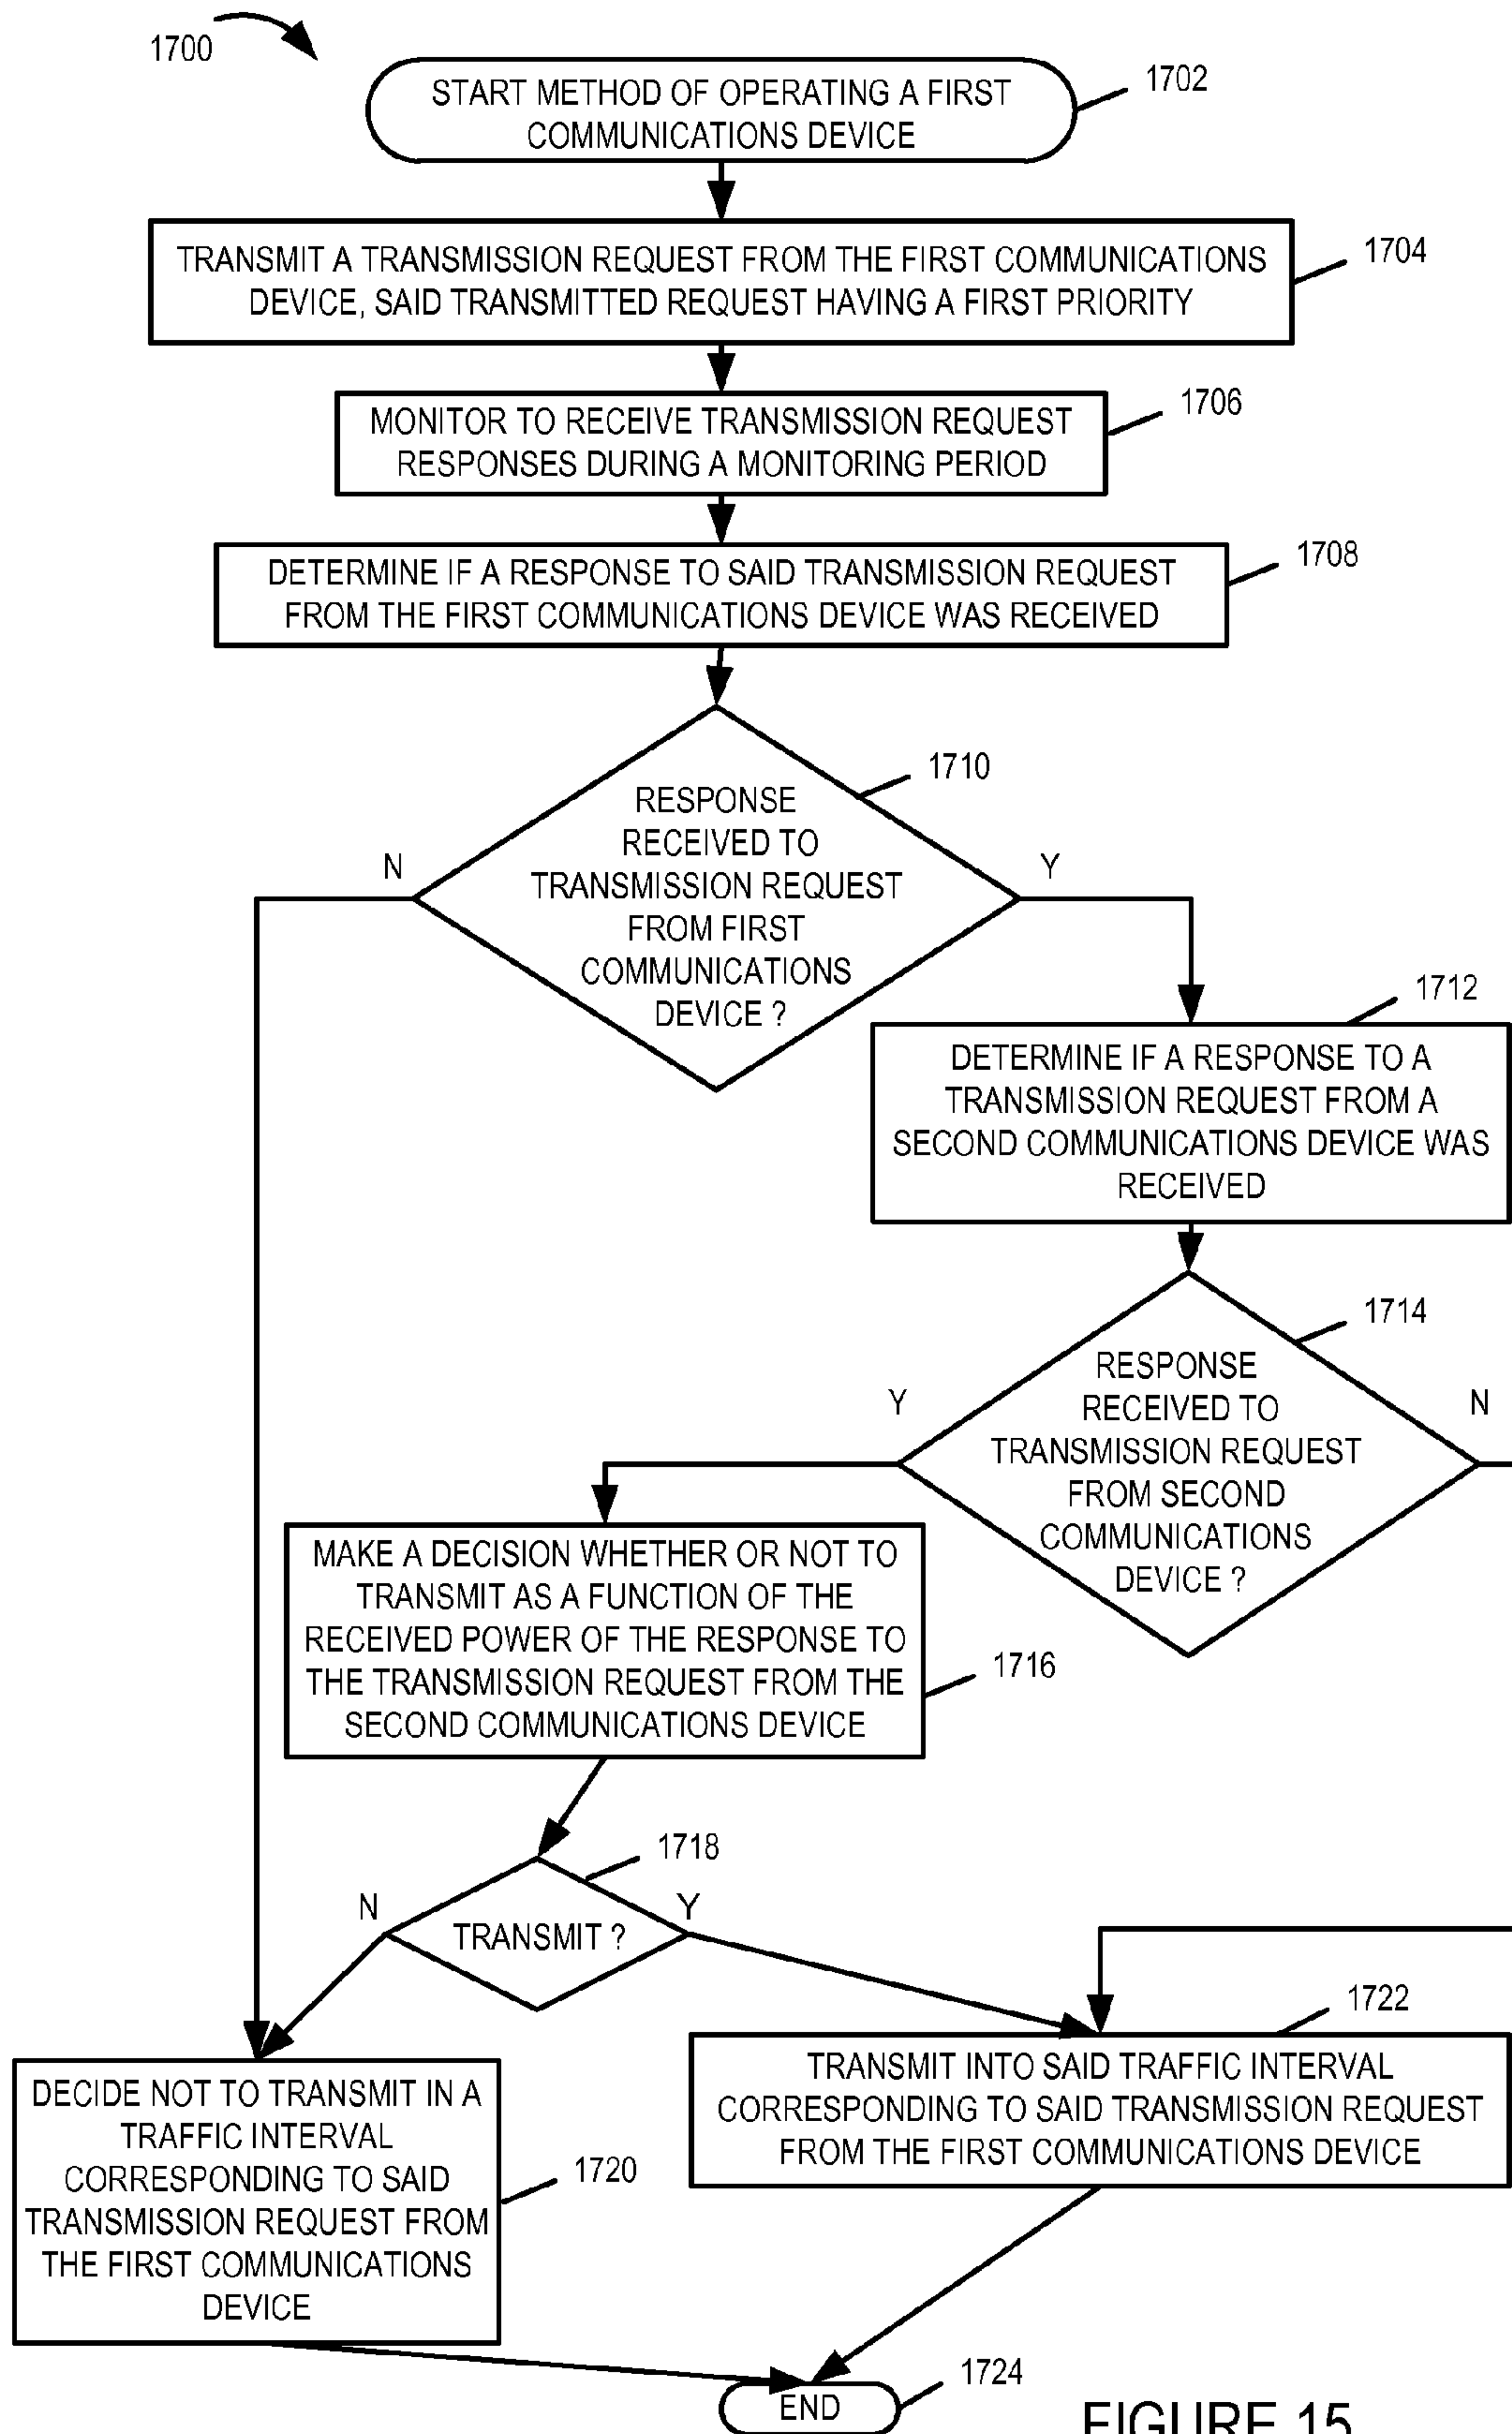 1700
START METHOD OF OPERATING A FIRST
COMMUNICATIONS DEVICE
1702
TRANSMIT A TRANSMISSION REQUEST FROM THE FIRST COMMUNICATIONS
DEVICE, SAID TRANSMITTED REQUEST HAVING A FIRST PRIORITY
1704
MONITOR TO RECEIVE TRANSMISSION REQUEST
RESPONSES DURING A MONITORING PERIOD
1706
DETERMINE IF A RESPONSE TO SAID TRANSMISSION REQUEST
FROM THE FIRST COMMUNICATIONS DEVICE WAS RECEIVED
1708
1710
RESPONSE
RECEIVED TO
TRANSMISSION REQUEST
FROM FIRST
COMMUNICATIONS
DEVICE ?
N
Y
1712
DETERMINE IF A RESPONSE TO A
TRANSMISSION REQUEST FROM A
SECOND COMMUNICATIONS DEVICE WAS
RECEIVED
1714
RESPONSE
RECEIVED TO
TRANSMISSION REQUEST
FROM SECOND
COMMUNICATIONS
DEVICE ?
Y
N
MAKE A DECISION WHETHER OR NOT TO
TRANSMIT AS A FUNCTION OF THE
RECEIVED POWER OF THE RESPONSE TO
THE TRANSMISSION REQUEST FROM THE
SECOND COMMUNICATIONS DEVICE
1716
1718
N
Y
TRANSMIT ?
1722
TRANSMIT INTO SAID TRAFFIC INTERVAL
CORRESPONDING TO SAID TRANSMISSION REQUEST
FROM THE FIRST COMMUNICATIONS DEVICE
DECIDE NOT TO TRANSMIT IN A
TRAFFIC INTERVAL
CORRESPONDING TO SAID
TRANSMISSION REQUEST FROM
THE FIRST COMMUNICATIONS
DEVICE
1720
1724
END
FIGURE 15